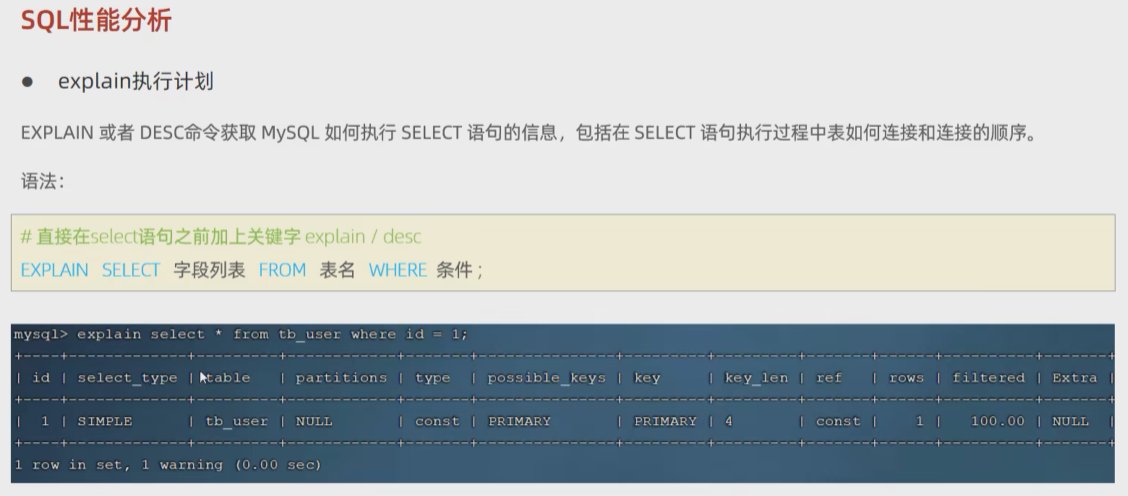 SQL性能分析
● explain执行计划
EXPLAIN 或者 DESC命令获取 MySQL 如何执行 SELECT 语句的信息，包括在 SELECT 语句执行过程中表如何连接和连接的顺序。
语法：
# 直接在select语句之前加上关键字 explain / desc
EXPLAIN SELECT 字段列表 FROM 表名 WHERE 条件 ;
mysql> explain select * from tb_user where id = 1;
+----+-------------+---------+------------+-------+---------------+---------+---------+-------+------+----------+-------+
| id | select_type | table | partitions | type | possible_keys | key | key_len | ref | rows | filtered | Extra |
+----+-------------+---------+------------+-------+---------------+---------+---------+-------+------+----------+-------+
| 1 | SIMPLE | tb_user | NULL | const | PRIMARY | PRIMARY | 4 | const | 1 | 100.00 | NULL |
+----+-------------+---------+------------+-------+---------------+---------+---------+-------+------+----------+-------+
1 row in set, 1 warning (0.00 sec)